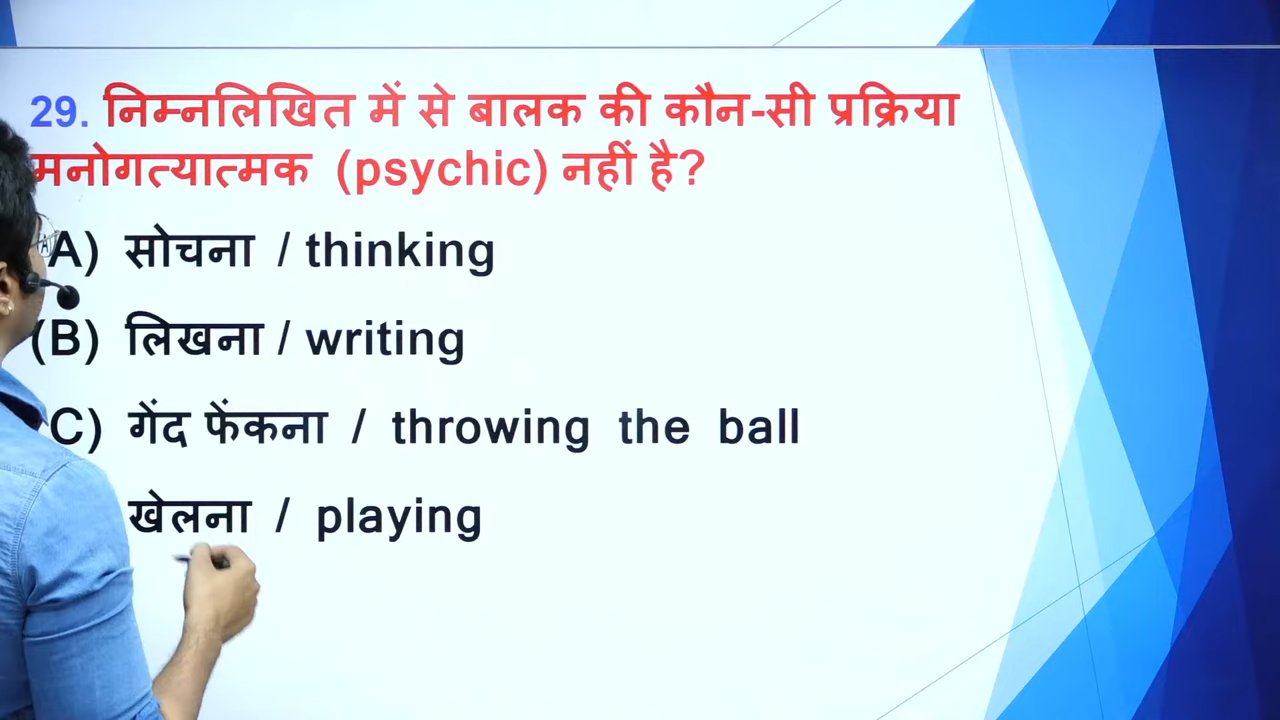 29. निम्नलिखित में से बालक की कौन-सी प्रक्रिया
मनोगत्यात्मक (psychic) नहीं है?
A) सोचना / thinking
(B) लिखना / writing
C) गेंद फेंकना / throwing the ball
खेलना / playing